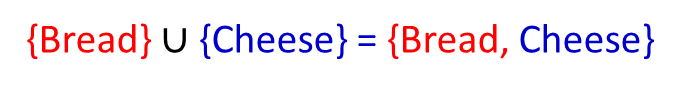 {Bread} ∪ {Cheese} = {Bread, Cheese}